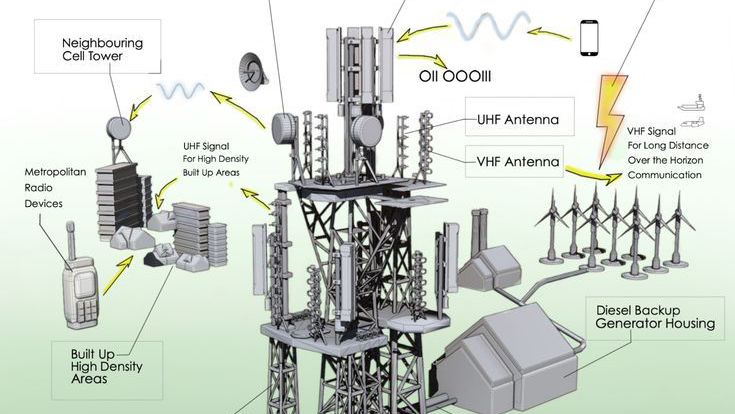 Neighbouring
Cell Tower
OII OOOIII
UHF Antenna
VHF Antenna
VHF Signal
For Long Distance
Over the Horizon
Communication
UHF Signal
For High Density
Built Up Areas
Metropolitan
Radio
Devices
Diesel Backup
Generator Housing
Built Up
High Density
Areas